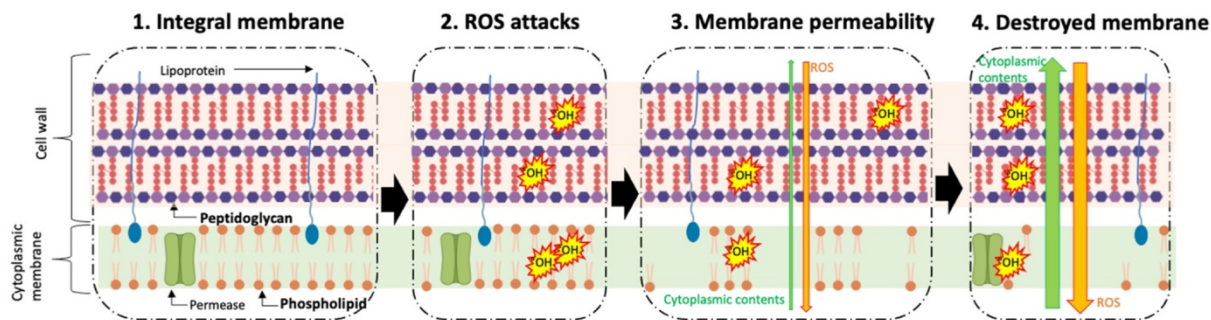 1. Integral membrane
2. ROS attacks
3. Membrane permeability
4. Destroyed membrane
Cell wall
Cytoplasmic
membrane
Lipoprotein
Peptidoglycan
Permease
Phospholipid
OH
OH
OH
OH
ROS
OH
OH
OH
Cytoplasmic contents
Cytoplasmic
contents
OH
OH
OH
ROS